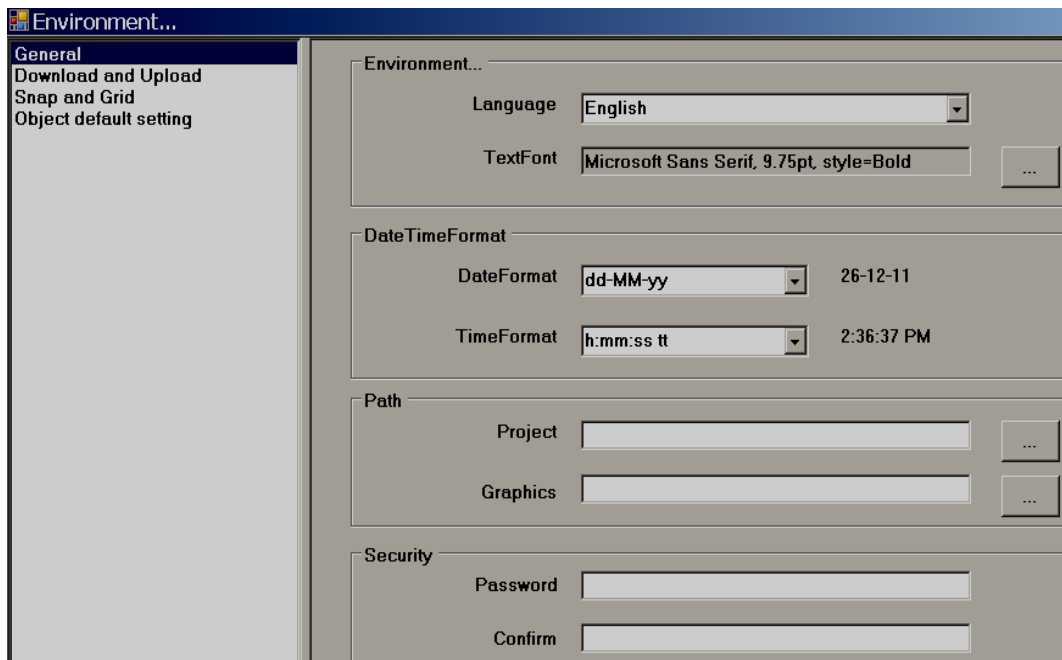 Environment...
General
Download and Upload
Snap and Grid
Object default setting
Environment...
Language English
TextFont Microsoft Sans Serif, 9.75pt, style=Bold ...
DateTimeFormat
DateFormat dd-MM-yy 26-12-11
TimeFormat h:mm:ss tt 2:36:37 PM
Path
Project ...
Graphics ...
Security
Password
Confirm